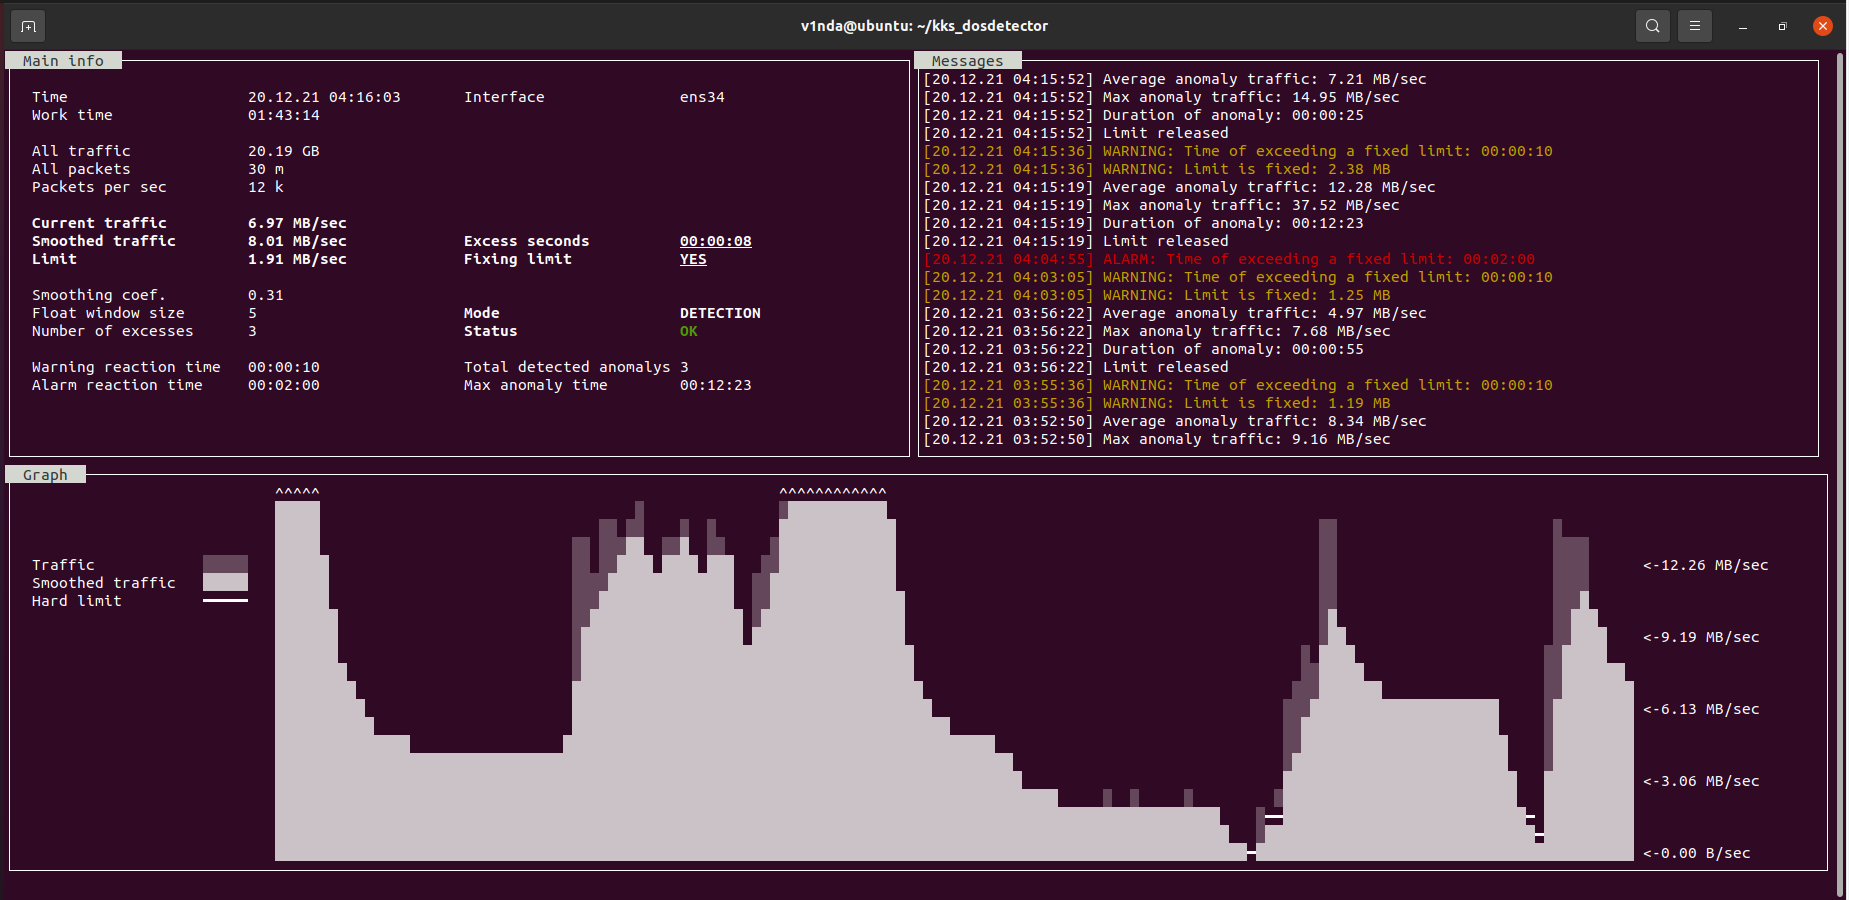 v1nda@ubuntu: ~/kks_dosdetector
Main info
Time 20.12.21 04:16:03 Interface ens34
Work time 01:43:14
All traffic 20.19 GB
All packets 30 m
Packets per sec 12 k
Current traffic 6.97 MB/sec
Smoothed traffic 8.01 MB/sec Excess seconds 00:00:08
Limit 1.91 MB/sec Fixing limit YES
Smoothing coef. 0.31
Float window size 5 Mode DETECTION
Number of excesses 3 Status OK
Warning reaction time 00:00:10 Total detected anomalys 3
Alarm reaction time 00:02:00 Max anomaly time 00:12:23
Messages
[20.12.21 04:15:52] Average anomaly traffic: 7.21 MB/sec
[20.12.21 04:15:52] Max anomaly traffic: 14.95 MB/sec
[20.12.21 04:15:52] Duration of anomaly: 00:00:25
[20.12.21 04:15:52] Limit released
[20.12.21 04:15:36] WARNING: Time of exceeding a fixed limit: 00:00:10
[20.12.21 04:15:36] WARNING: Limit is fixed: 2.38 MB
[20.12.21 04:15:19] Average anomaly traffic: 12.28 MB/sec
[20.12.21 04:15:19] Max anomaly traffic: 37.52 MB/sec
[20.12.21 04:15:19] Duration of anomaly: 00:12:23
[20.12.21 04:15:19] Limit released
[20.12.21 04:04:55] ALARM: Time of exceeding a fixed limit: 00:02:00
[20.12.21 04:03:05] WARNING: Time of exceeding a fixed limit: 00:00:10
[20.12.21 04:03:05] WARNING: Limit is fixed: 1.25 MB
[20.12.21 03:56:22] Average anomaly traffic: 4.97 MB/sec
[20.12.21 03:56:22] Max anomaly traffic: 7.68 MB/sec
[20.12.21 03:56:22] Duration of anomaly: 00:00:55
[20.12.21 03:56:22] Limit released
[20.12.21 03:55:36] WARNING: Time of exceeding a fixed limit: 00:00:10
[20.12.21 03:55:36] WARNING: Limit is fixed: 1.19 MB
[20.12.21 03:52:50] Average anomaly traffic: 8.34 MB/sec
[20.12.21 03:52:50] Max anomaly traffic: 9.16 MB/sec
Graph
^^^^^ ^^^^^^^^^^^^
Traffic
Smoothed traffic
Hard limit
<-12.26 MB/sec
<-9.19 MB/sec
<-6.13 MB/sec
<-3.06 MB/sec
<-0.00 B/sec